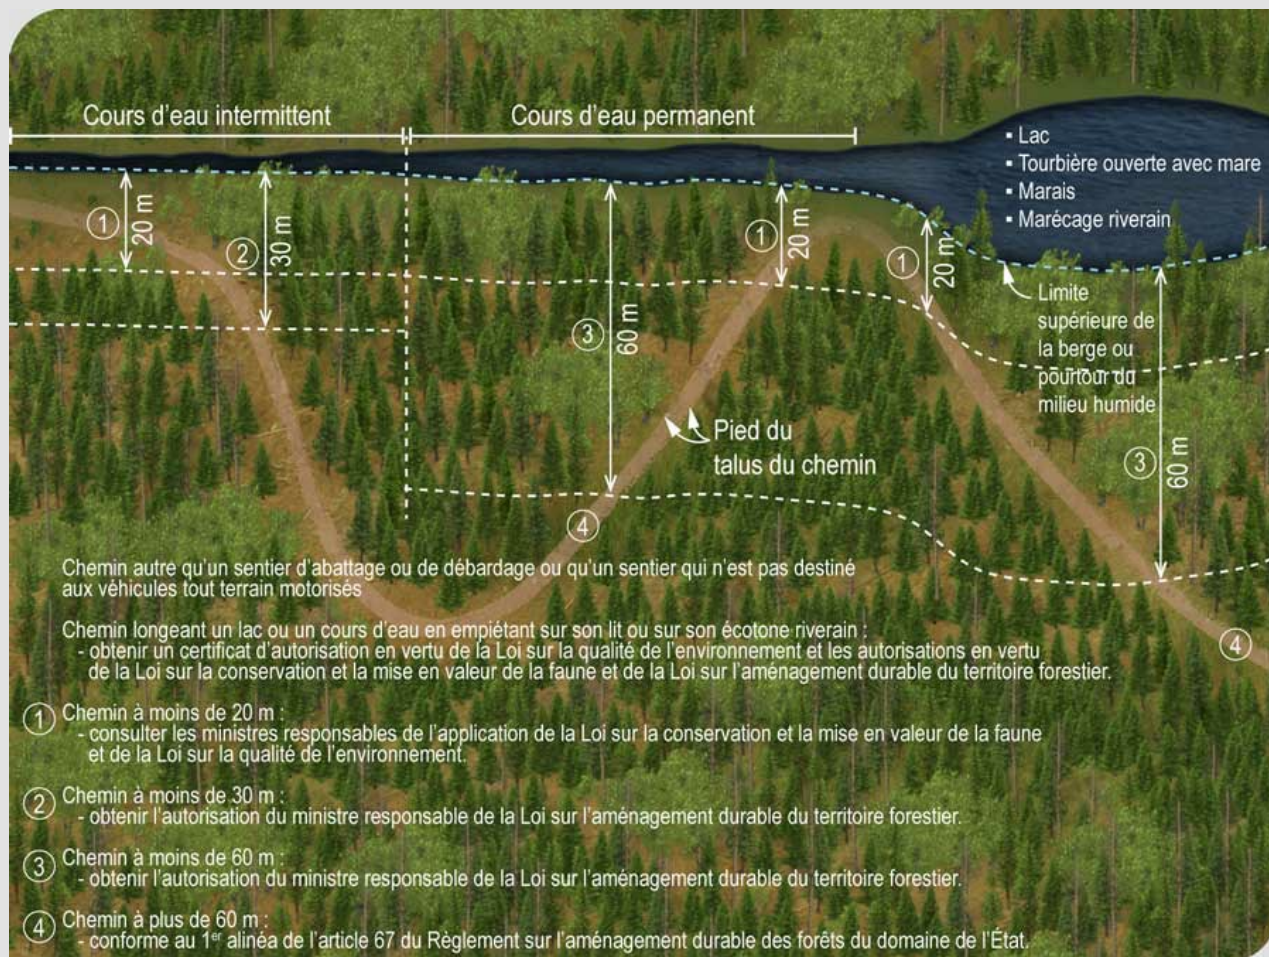 Cours d'eau intermittent
Cours d'eau permanent
▪ Lac
▪ Tourbière ouverte avec mare
▪ Marais
▪ Marécage riverain
1
20 m
2
30 m
3
60 m
1
20 m
1
20 m
Limite
supérieure de
la berge ou
pourtour du
milieu humide
3
60 m
Pied du
talus du chemin
4
4
Chemin autre qu'un sentier d'abattage ou de débardage ou qu'un sentier qui n'est pas destiné
aux véhicules tout terrain motorisés
Chemin longeant un lac ou un cours d'eau en empiétant sur son lit ou sur son écotone riverain :
- obtenir un certificat d'autorisation en vertu de la Loi sur la qualité de l'environnement et les autorisations en vertu
de la Loi sur la conservation et la mise en valeur de la faune et de la Loi sur l'aménagement durable du territoire forestier.
1 Chemin à moins de 20 m :
- consulter les ministres responsables de l'application de la Loi sur la conservation et la mise en valeur de la faune
et de la Loi sur la qualité de l'environnement.
2 Chemin à moins de 30 m :
- obtenir l'autorisation du ministre responsable de la Loi sur l'aménagement durable du territoire forestier.
3 Chemin à moins de 60 m :
- obtenir l'autorisation du ministre responsable de la Loi sur l'aménagement durable du territoire forestier.
4 Chemin à plus de 60 m :
- conforme au 1er alinéa de l'article 67 du Règlement sur l'aménagement durable des forêts du domaine de l'État.